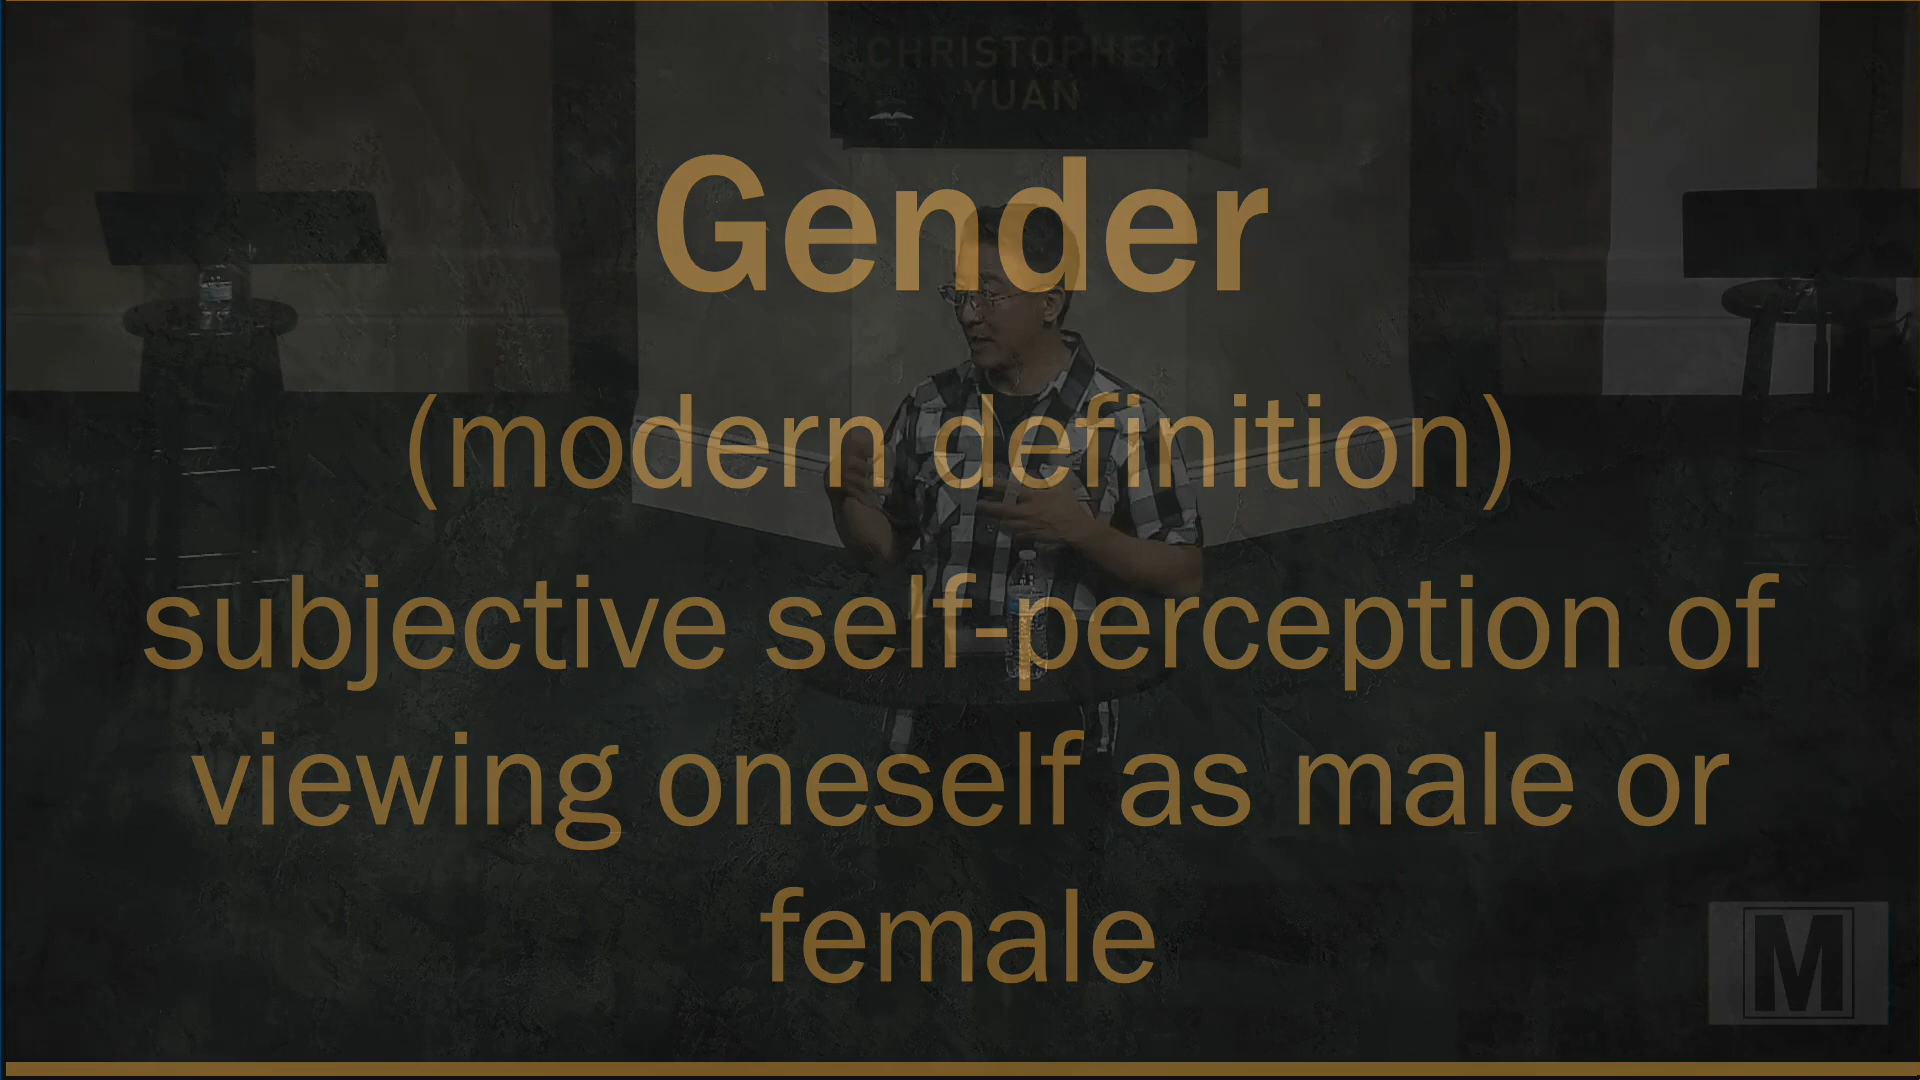 CHRISTOPHER
YUAN
Gender
(modern definition)
subjective self-perception of
viewing oneself as male or
female
M